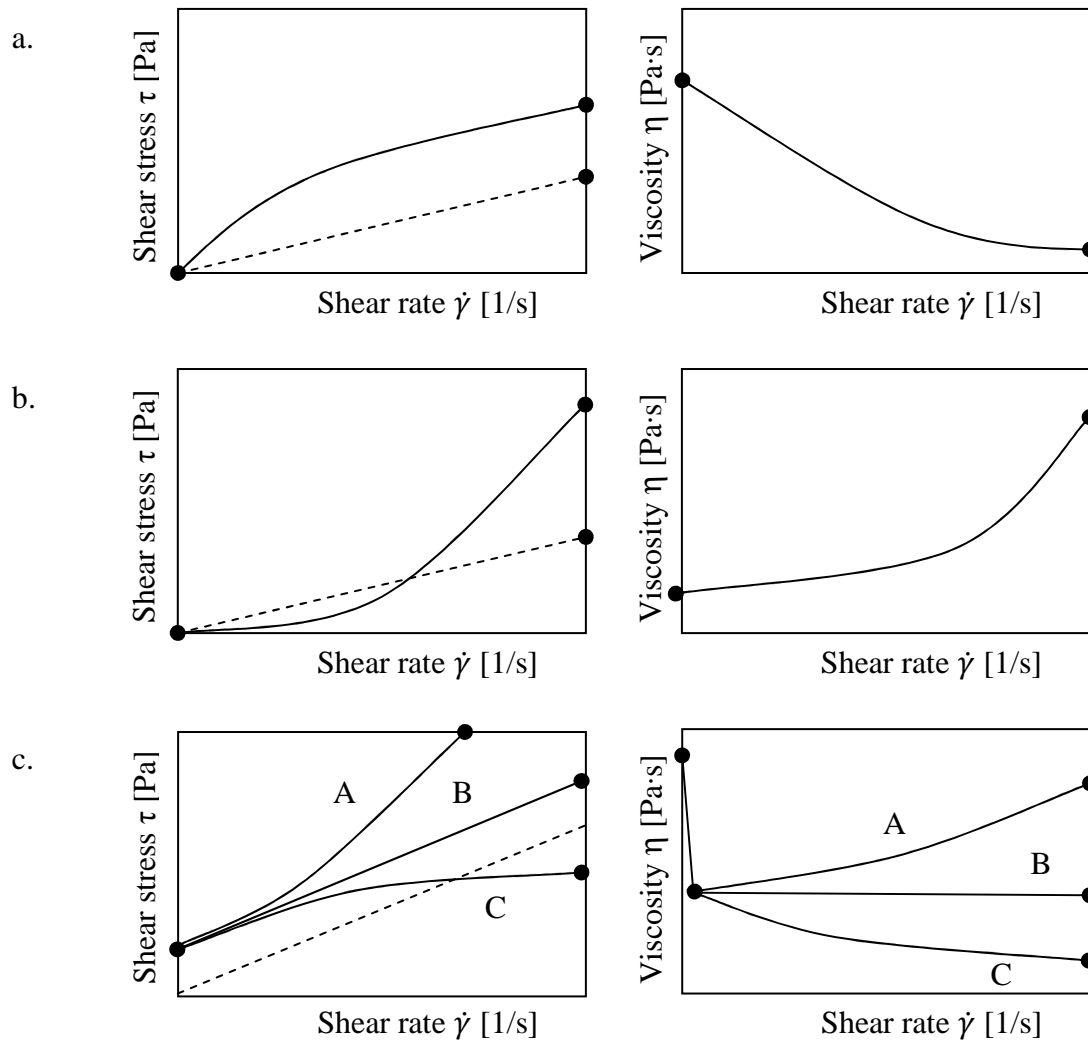 a.
Shear stress τ [Pa]
Shear rate γ̇ [1/s]
Viscosity η [Pa·s]
Shear rate γ̇ [1/s]
b.
Shear stress τ [Pa]
Shear rate γ̇ [1/s]
Viscosity η [Pa·s]
Shear rate γ̇ [1/s]
c.
Shear stress τ [Pa]
A
B
C
Shear rate γ̇ [1/s]
Viscosity η [Pa·s]
A
B
C
Shear rate γ̇ [1/s]